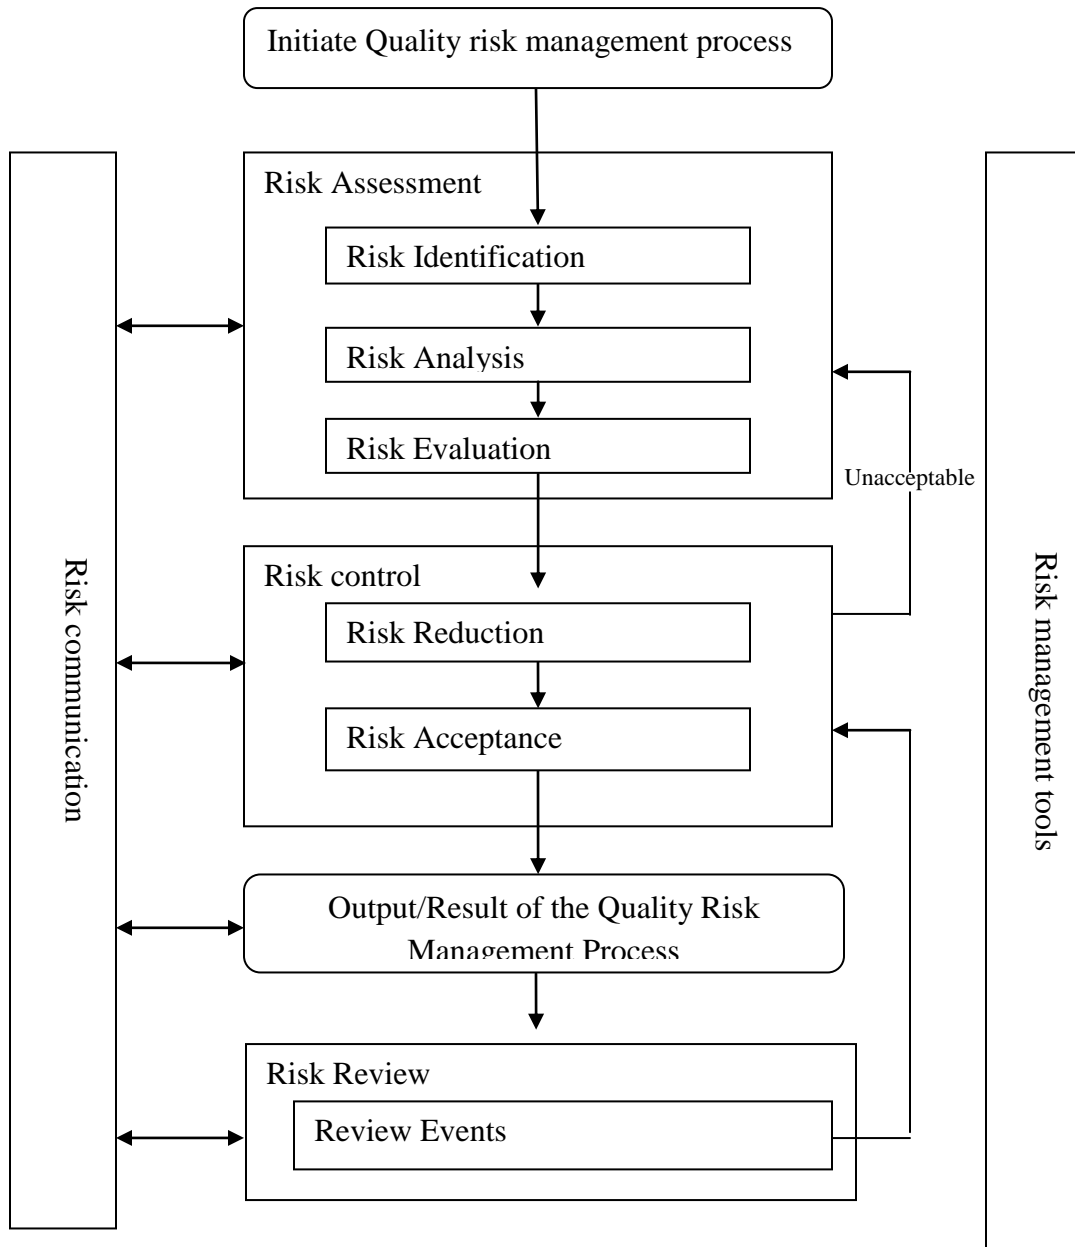 Initiate Quality risk management process
Risk Assessment
Risk Identification
Risk Analysis
Risk Evaluation
Unacceptable
Risk control
Risk Reduction
Risk Acceptance
Output/Result of the Quality Risk
Management Process
Risk Review
Review Events
Risk communication
Risk management tools